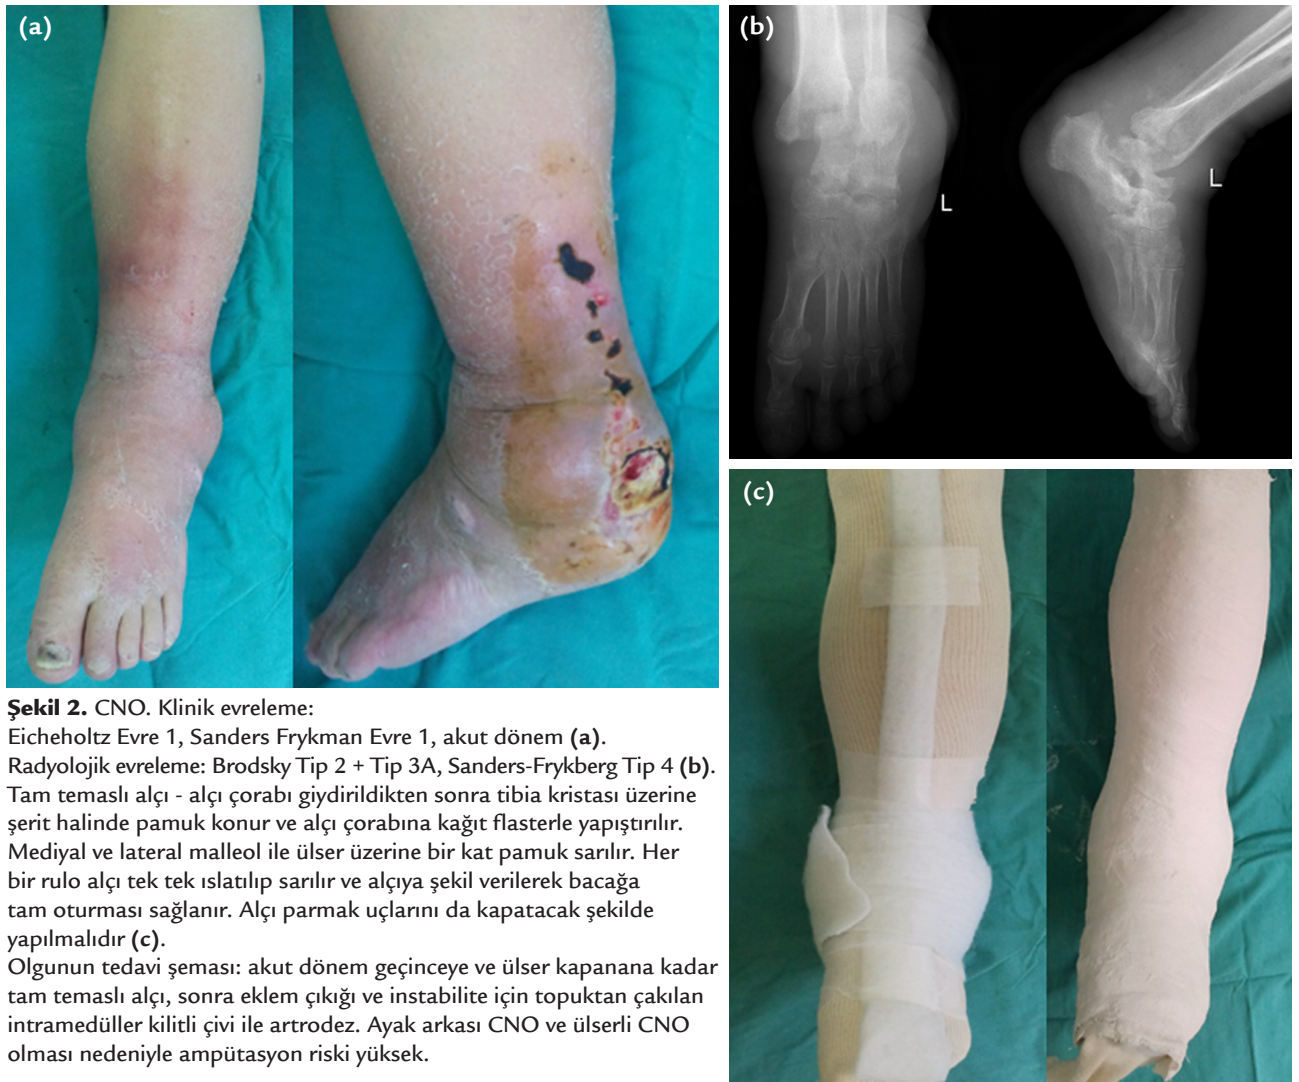 (a)
(b)
L
L
(c)
Şekil 2. CNO. Klinik evreleme:
Eicheholtz Evre 1, Sanders Frykman Evre 1, akut dönem (a).
Radyolojik evreleme: Brodsky Tip 2 + Tip 3A, Sanders-Frykberg Tip 4 (b).
Tam temaslı alçı - alçı çorabı giydirildikten sonra tibia kristası üzerine
şerit halinde pamuk konur ve alçı çorabına kağıt flasterle yapıştırılır.
Mediyal ve lateral malleol ile ülser üzerine bir kat pamuk sarılır. Her
bir rulo alçı tek tek ıslatılıp sarılır ve alçıya şekil verilerek bacağa
tam oturması sağlanır. Alçı parmak uçlarını da kapatacak şekilde
yapılmalıdır (c).
Olgunun tedavi şeması: akut dönem geçinceye ve ülser kapanana kadar
tam temaslı alçı, sonra eklem çıkığı ve instabilite için topuktan çakılan
intramedüller kilitli çivi ile artrodez. Ayak arkası CNO ve ülserli CNO
olması nedeniyle ampütasyon riski yüksek.